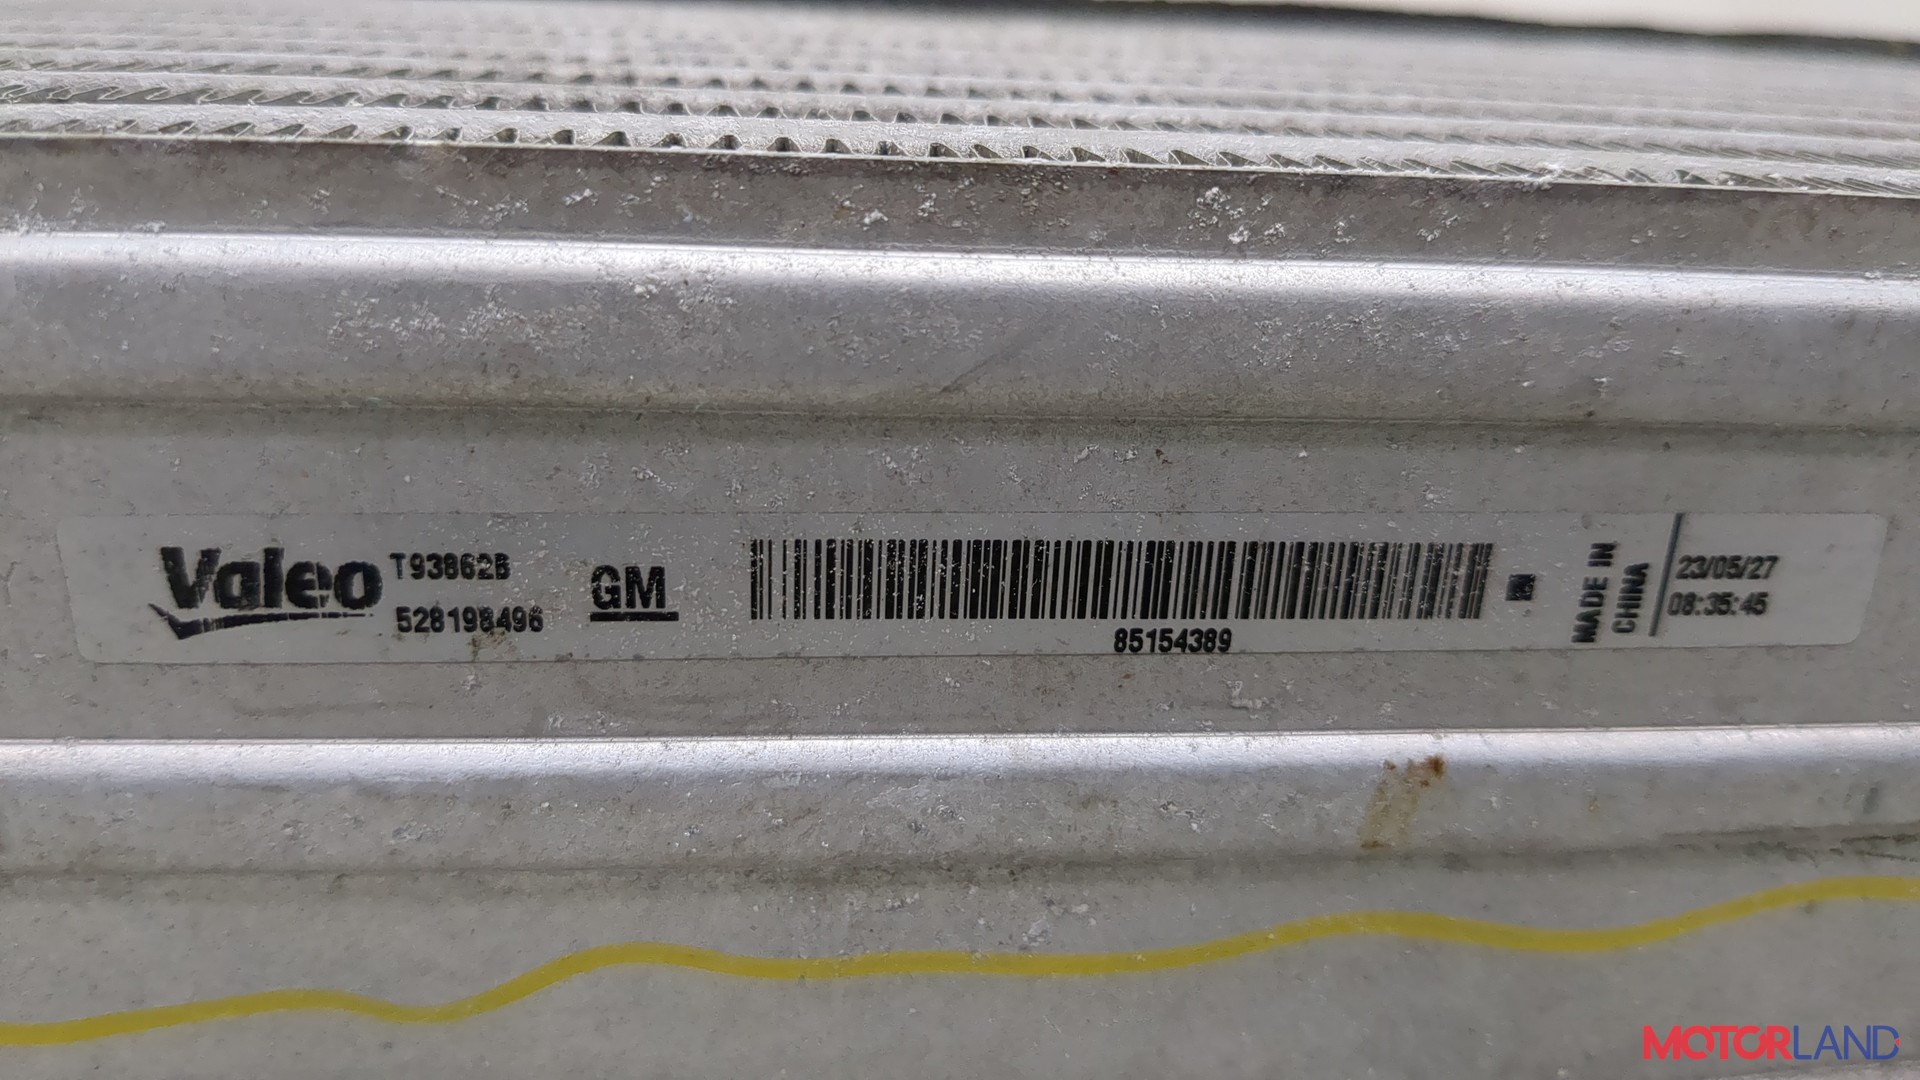 Valeo
T93862B
528198496
GM
85154389
MADE IN
CHINA
23/05/27
08:35:45
MOTORLAND